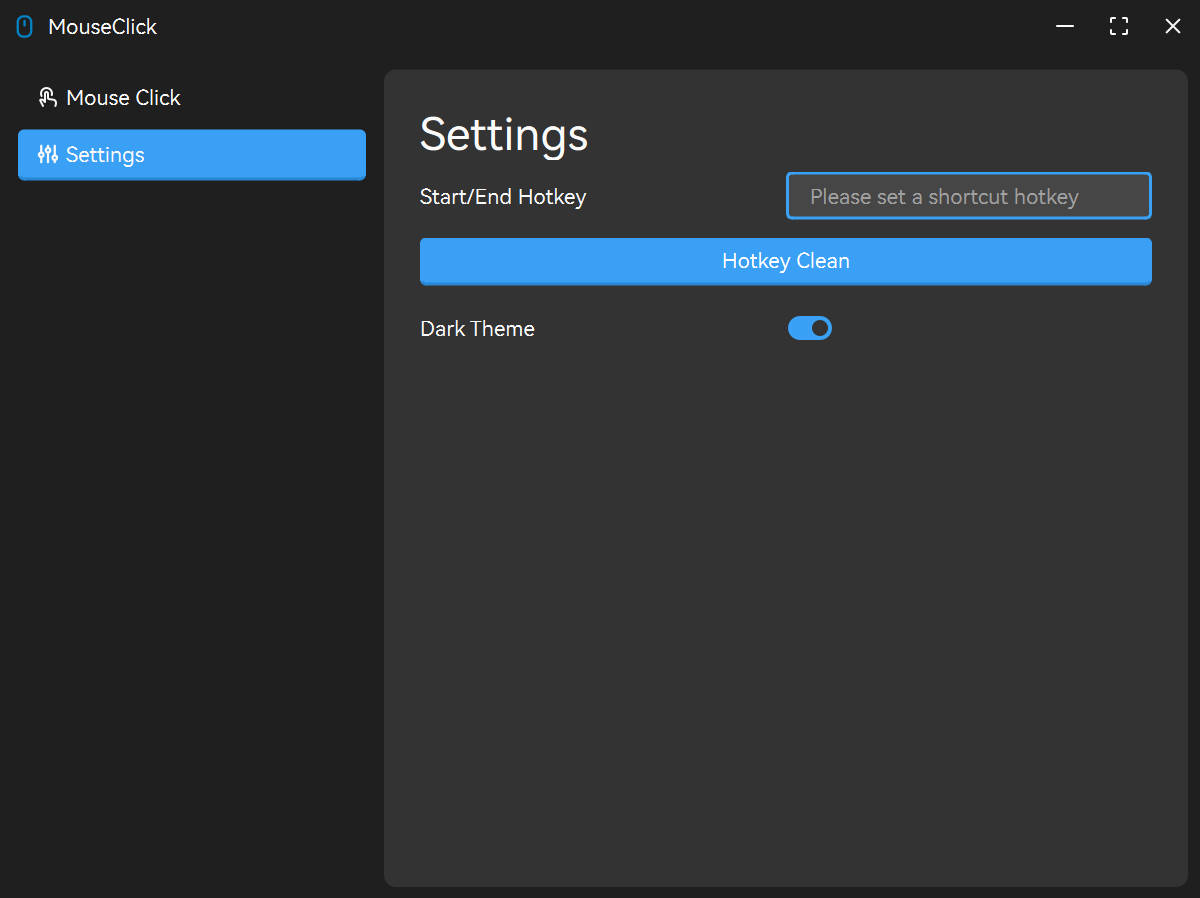 MouseClick
Mouse Click
Settings
Settings
Start/End Hotkey
Please set a shortcut hotkey
Hotkey Clean
Dark Theme